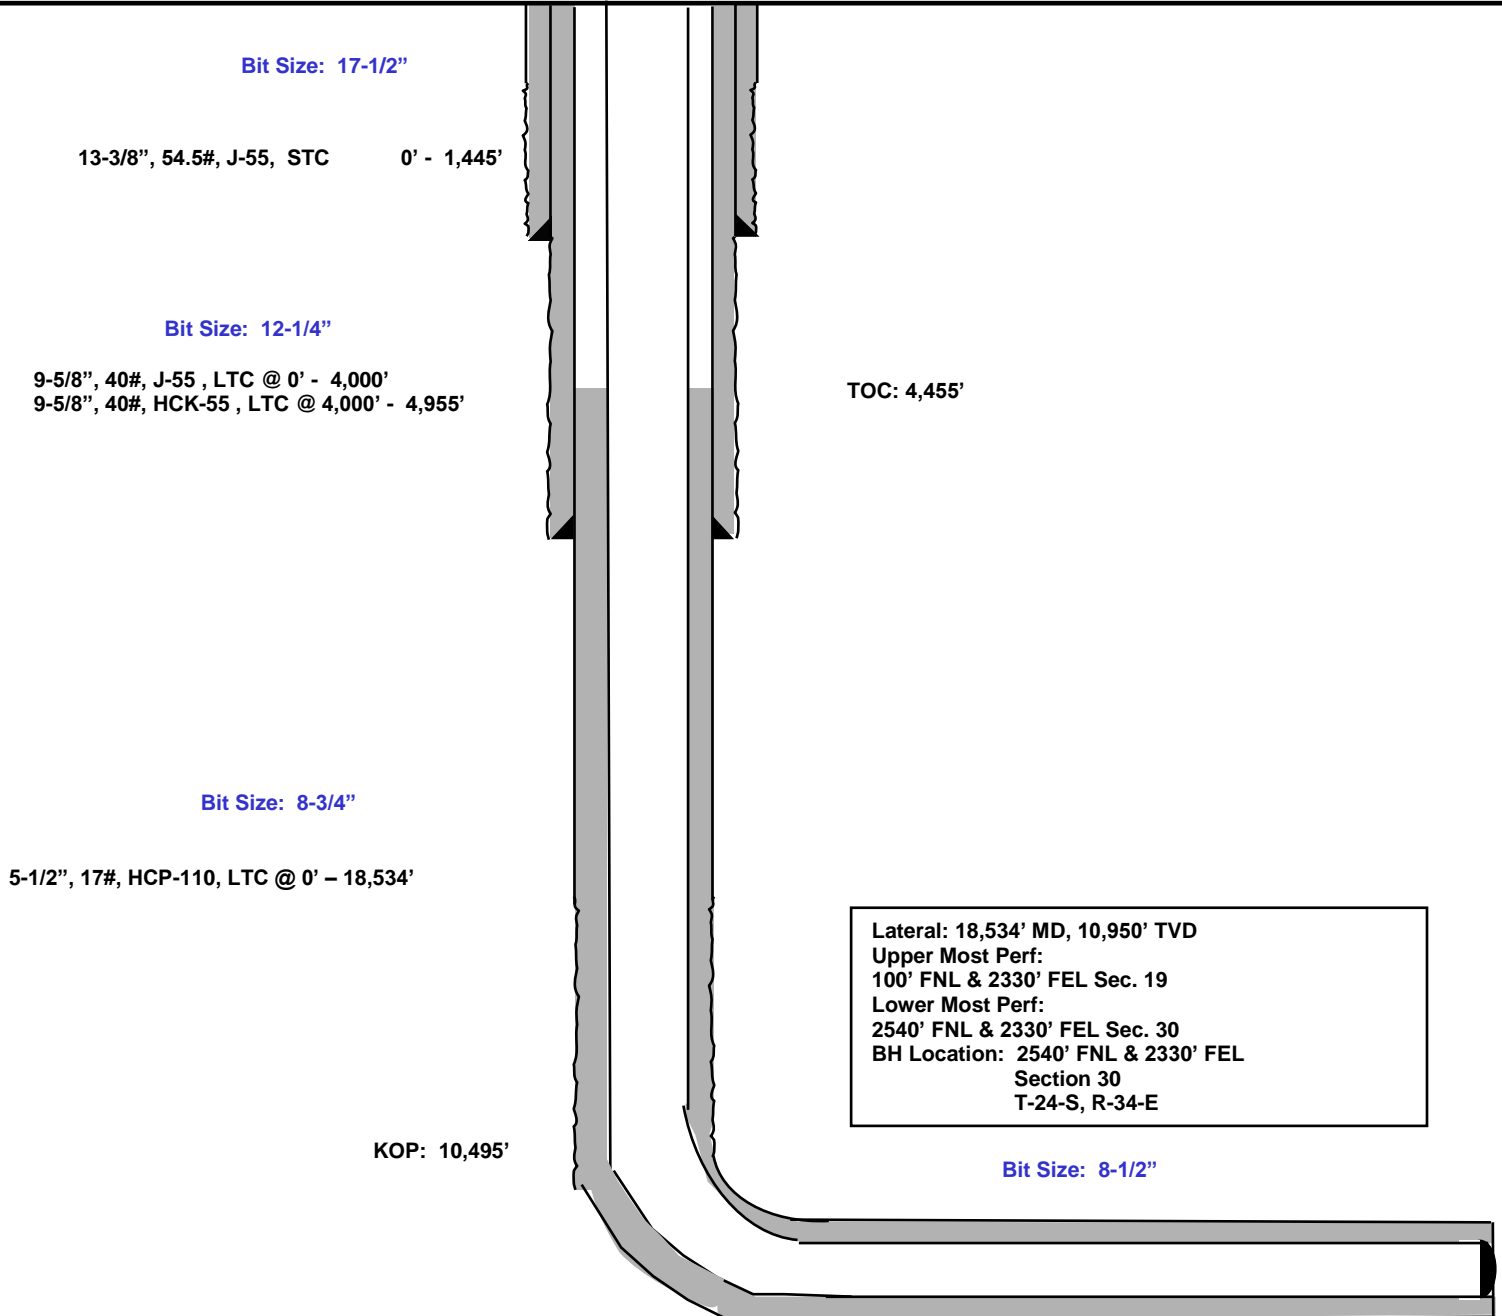 Bit Size: 17-1/2”
13-3/8”, 54.5#, J-55, STC 0’ - 1,445’
Bit Size: 12-1/4”
9-5/8”, 40#, J-55 , LTC @ 0’ - 4,000’
9-5/8”, 40#, HCK-55 , LTC @ 4,000’ - 4,955’
TOC: 4,455’
Bit Size: 8-3/4”
5-1/2”, 17#, HCP-110, LTC @ 0’ – 18,534’
Lateral: 18,534’ MD, 10,950’ TVD
Upper Most Perf:
100’ FNL & 2330’ FEL Sec. 19
Lower Most Perf:
2540’ FNL & 2330’ FEL Sec. 30
BH Location: 2540’ FNL & 2330’ FEL
Section 30
T-24-S, R-34-E
KOP: 10,495’
Bit Size: 8-1/2”